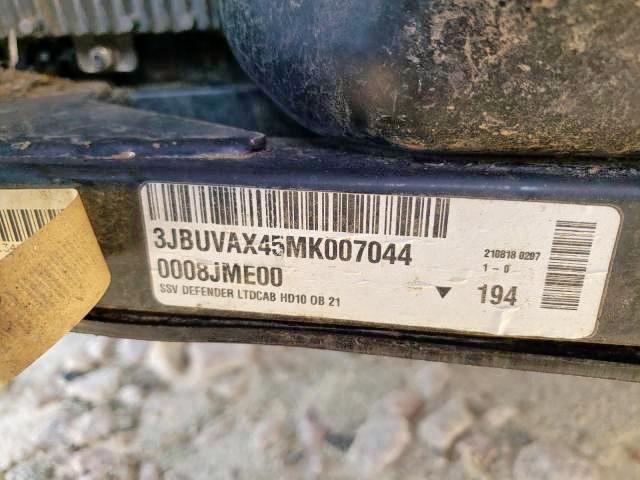 3JBUVAX45MK007044
0008JME00
SSV DEFENDER LTDCAB HD10 OB 21
210818 0207
1-0
194